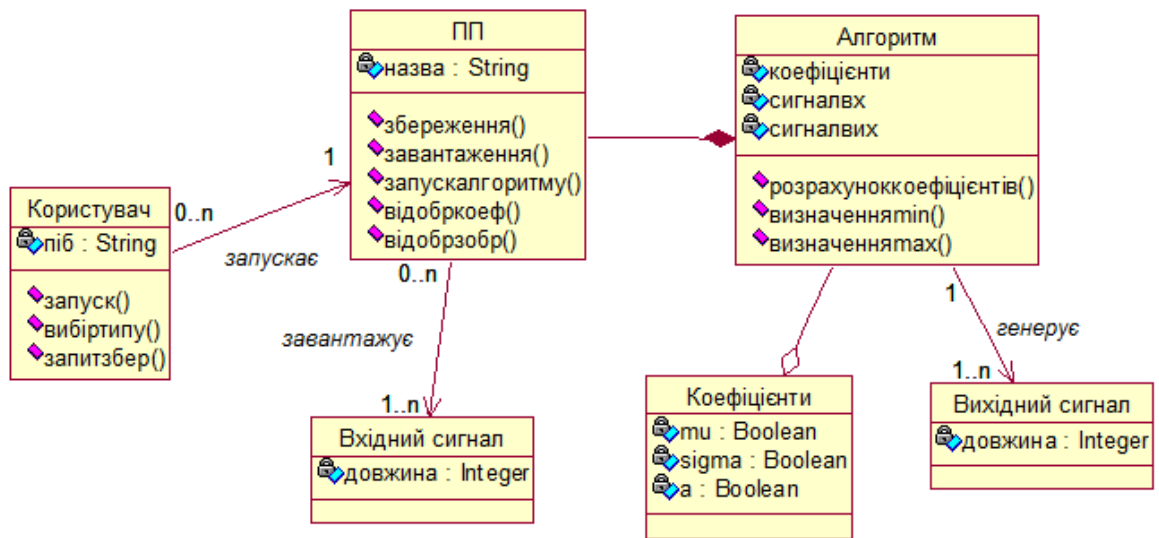 ПП
назва : String
збереження()
завантаження()
запускалгоритму()
відобркоеф()
відобрзобр()
Алгоритм
коефіцієнти
сигналвх
сигналвих
розрахуноккоефіцієнтів()
визначенняmin()
визначенняmax()
Користувач
піб : String
запуск()
вибіртипу()
запитзбер()
0..n
1
запускає
0..n
завантажує
1..n
1
генерує
1..n
Вхідний сигнал
довжина : Integer
Коефіцієнти
mu : Boolean
sigma : Boolean
a : Boolean
Вихідний сигнал
довжина : Integer